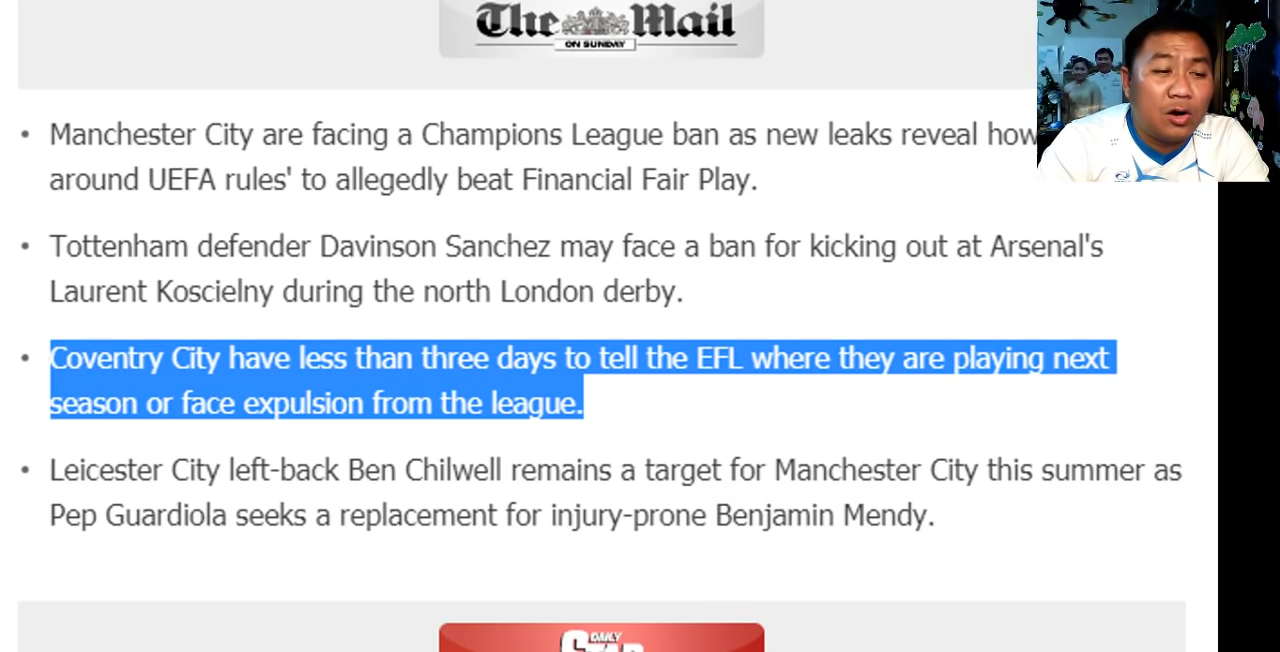 The Mail
ON SUNDAY
Manchester City are facing a Champions League ban as new leaks reveal how
around UEFA rules' to allegedly beat Financial Fair Play.
Tottenham defender Davinson Sanchez may face a ban for kicking out at Arsenal's
Laurent Koscielny during the north London derby.
Coventry City have less than three days to tell the EFL where they are playing next
season or face expulsion from the league.
Leicester City left-back Ben Chilwell remains a target for Manchester City this summer as
Pep Guardiola seeks a replacement for injury-prone Benjamin Mendy.
DAILY
STAR